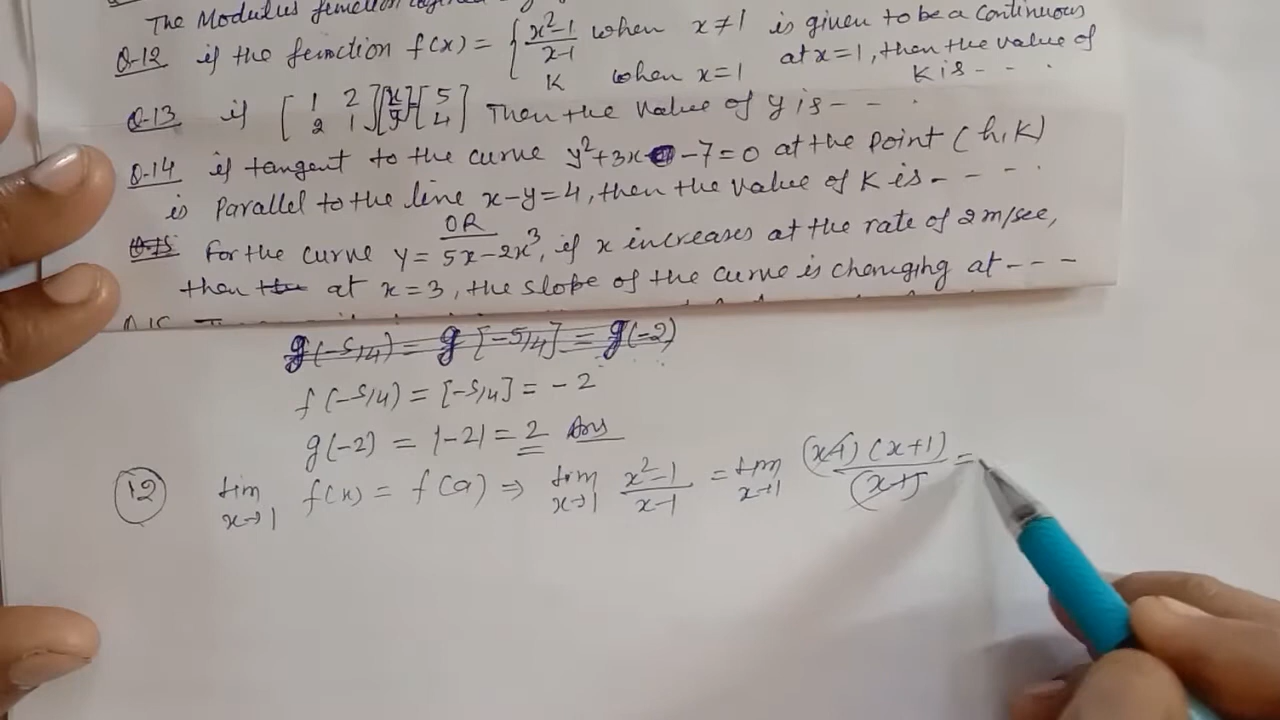 The Modulus function
Q-12 if the function f(x) = { x²-1/x-1 when x ≠ 1 is given to be a continuous
K when x = 1 at x = 1, then the value of
K is - - .
Q-13 if [1 2 2 1][x y]=[5 4] Then the value of y is - - .
Q-14 if tangent to the curve y²+3x-7=0 at the point (h,K)
is Parallel to the line x-y=4, then the value of K is - - - .
OR
Q-15 For the curve y = 5x-2x³, if x increases at the rate of 2m/sec,
then at x=3, the slope of the curve is changing at - - -
g(-5/4) = g[-5/4] = g(-2)
f(-5/4) = [-5/4] = -2
g(-2) = |-2| = 2 Ans
(12) lim x→1 f(x) = f(a) ⇒ lim x→1 x²-1/x-1 = lim x→1 (x-1)(x+1)/(x-1) =